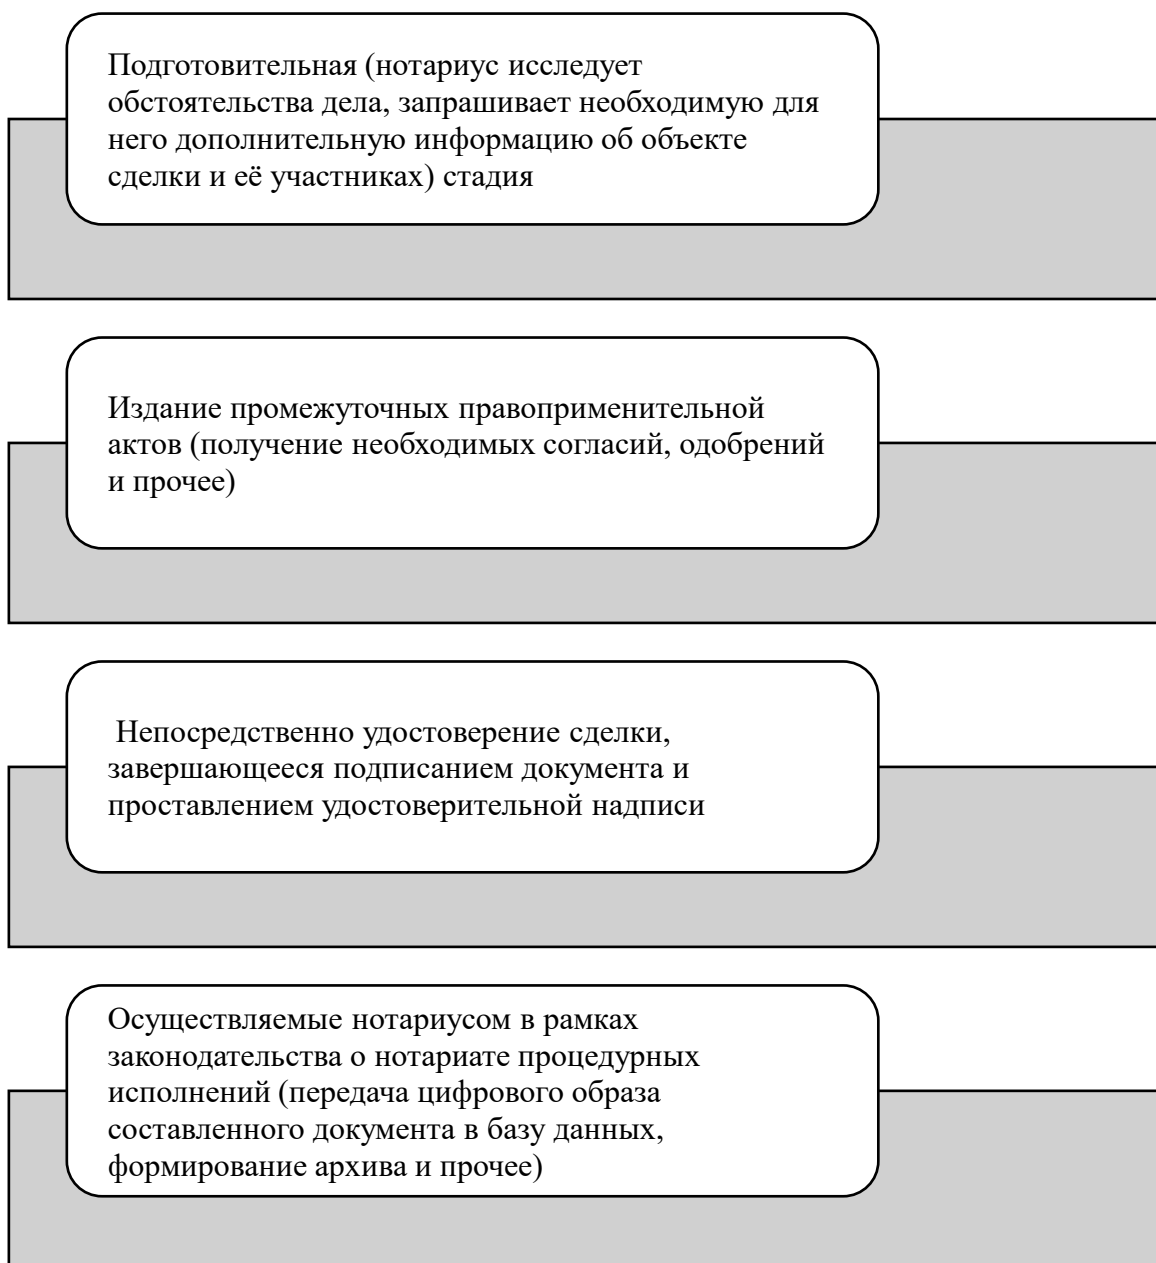 Подготовительная (нотариус исследует
обстоятельства дела, запрашивает необходимую для
него дополнительную информацию об объекте
сделки и её участниках) стадия
Издание промежуточных правоприменительной
актов (получение необходимых согласий, одобрений
и прочее)
Непосредственно удостоверение сделки,
завершающееся подписанием документа и
проставлением удостоверительной надписи
Осуществляемые нотариусом в рамках
законодательства о нотариате процедурных
исполнений (передача цифрового образа
составленного документа в базу данных,
формирование архива и прочее)